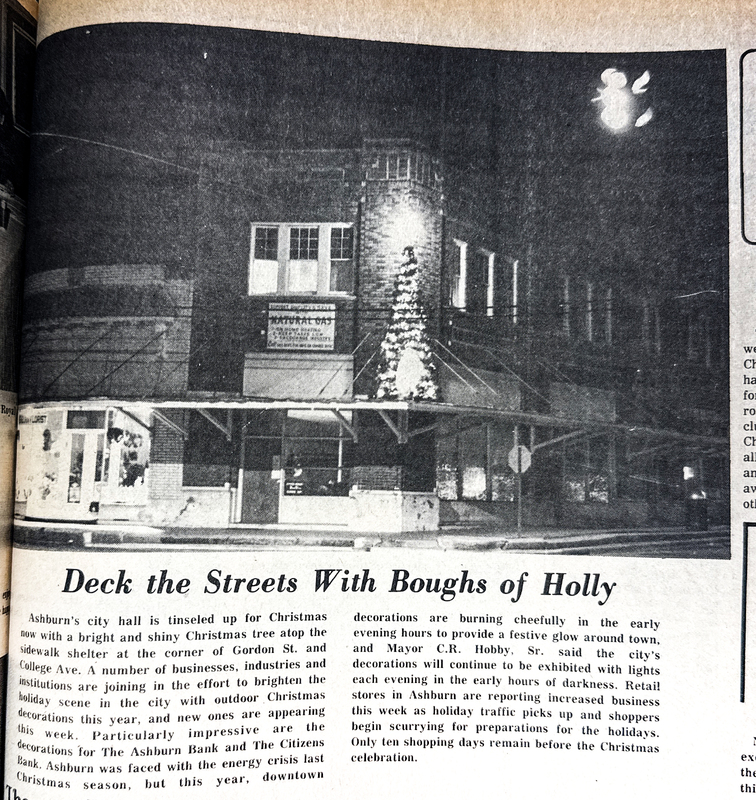 NATURAL GAS
Deck the Streets With Boughs of Holly
Ashburn's city hall is tinseled up for Christmas
now with a bright and shiny Christmas tree atop the
sidewalk shelter at the corner of Gordon St. and
College Ave. A number of businesses, industries and
institutions are joining in the effort to brighten the
holiday scene in the city with outdoor Christmas
decorations this year, and new ones are appearing
this week. Particularly impressive are the
decorations for The Ashburn Bank and The Citizens
Bank. Ashburn was faced with the energy crisis last
Christmas season, but this year, downtown
decorations are burning cheefully in the early
evening hours to provide a festive glow around town,
and Mayor C.R. Hobby, Sr. said the city's
decorations will continue to be exhibited with lights
each evening in the early hours of darkness. Retail
stores in Ashburn are reporting increased business
this week as holiday traffic picks up and shoppers
begin scurrying for preparations for the holidays.
Only ten shopping days remain before the Christmas
celebration.